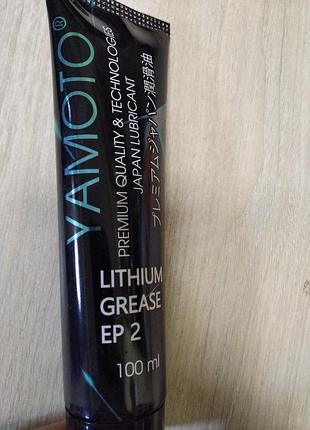 YAMOTO®
PREMIUM QUALITY & TECHNOLOGIES
JAPAN LUBRICANT
プレミアムジャパン潤滑油
LITHIUM
GREASE
EP 2
100 ml